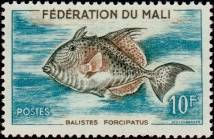 FÉDÉRATION DU MALI
POSTES
10F
BALISTES FORCIPATUS